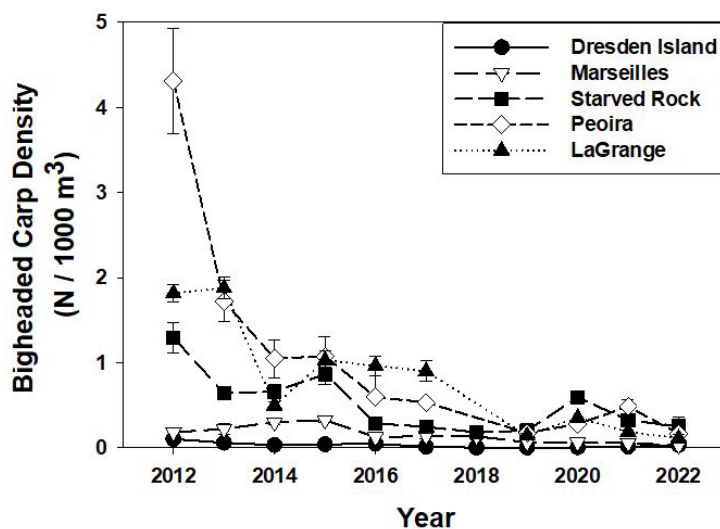 Bigheaded Carp Density
(N / 1000 m³)
5
4
3
2
1
0
Dresden Island
Marseilles
Starved Rock
Peoira
LaGrange
2012 2014 2016 2018 2020 2022
Year